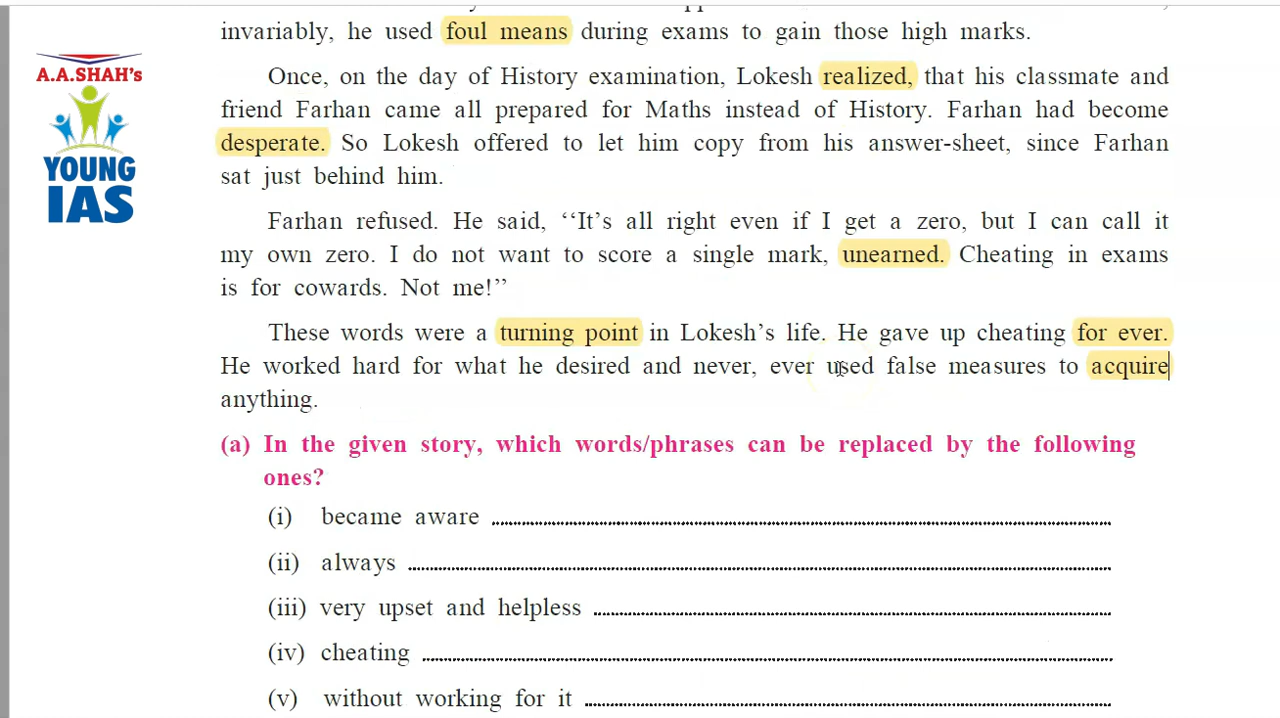 invariably, he used foul means during exams to gain those high marks.
A.A.SHAH's
YOUNG
IAS
Once, on the day of History examination, Lokesh realized, that his classmate and
friend Farhan came all prepared for Maths instead of History. Farhan had become
desperate. So Lokesh offered to let him copy from his answer-sheet, since Farhan
sat just behind him.
Farhan refused. He said, ‘‘It’s all right even if I get a zero, but I can call it
my own zero. I do not want to score a single mark, unearned. Cheating in exams
is for cowards. Not me!’’
These words were a turning point in Lokesh’s life. He gave up cheating for ever.
He worked hard for what he desired and never, ever used false measures to acquire
anything.
(a) In the given story, which words/phrases can be replaced by the following
ones?
(i) became aware
(ii) always
(iii) very upset and helpless
(iv) cheating
(v) without working for it